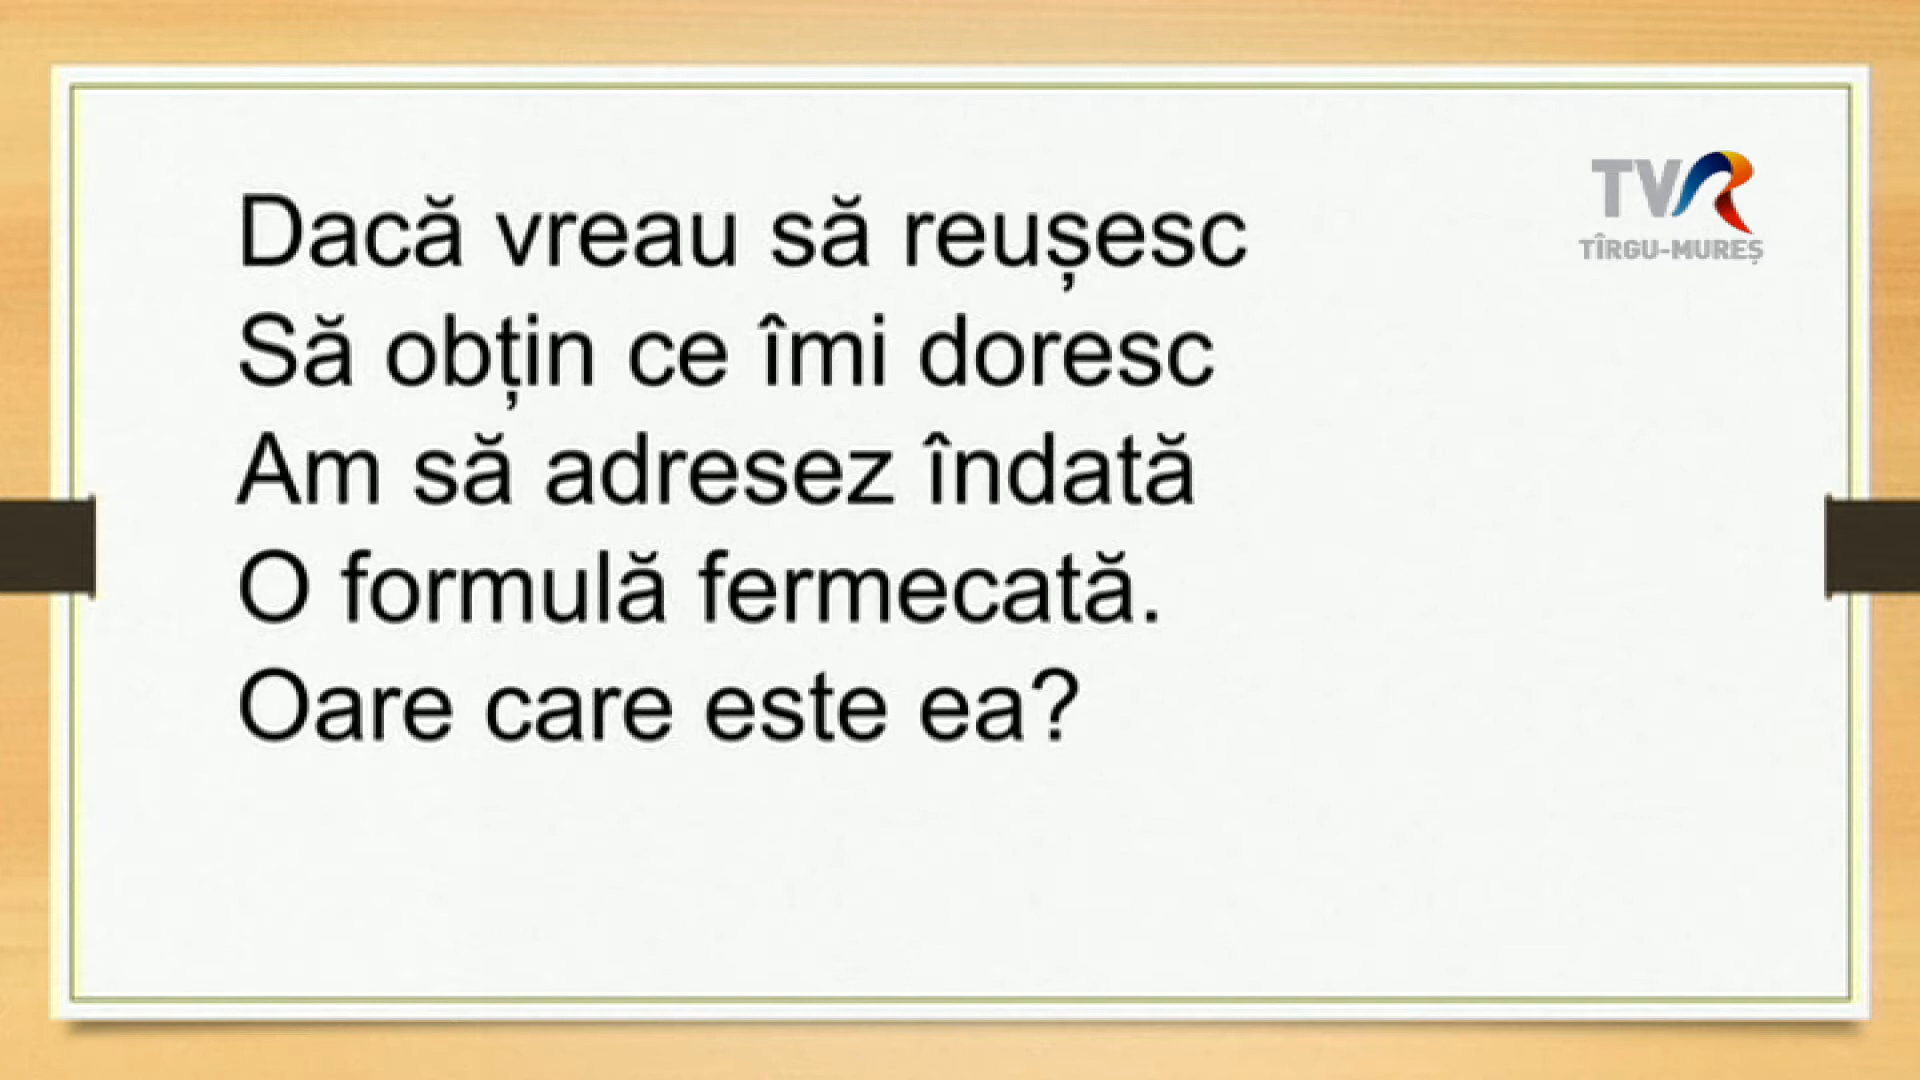 Dacă vreau să reușesc
Să obțin ce îmi doresc
Am să adresez îndată
O formulă fermecată.
Oare care este ea?
TVR
TÎRGU-MUREȘ